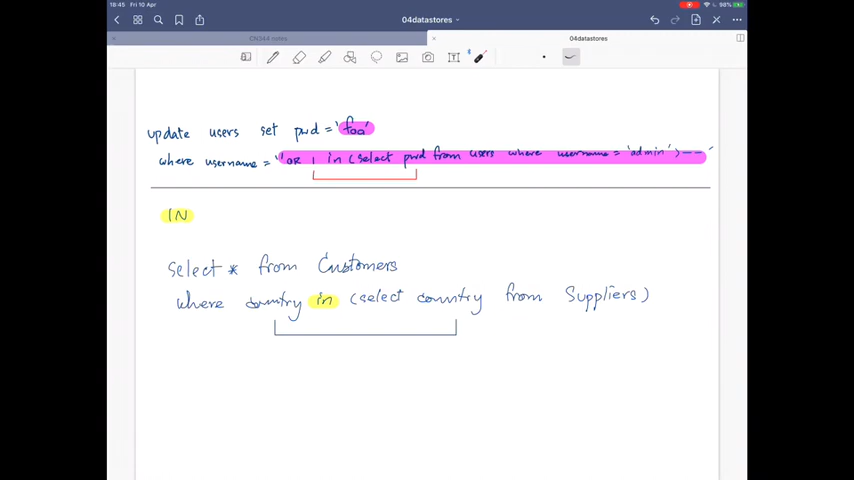 18:45 Fri 10 Apr
98%
04datastores
CN344 notes
04datastores
update users set pwd = 'foo'
where username = '' OR 1 in (select pwd from users where username = 'admin')-- '
IN
select * from Customers
where country in (select country from Suppliers)